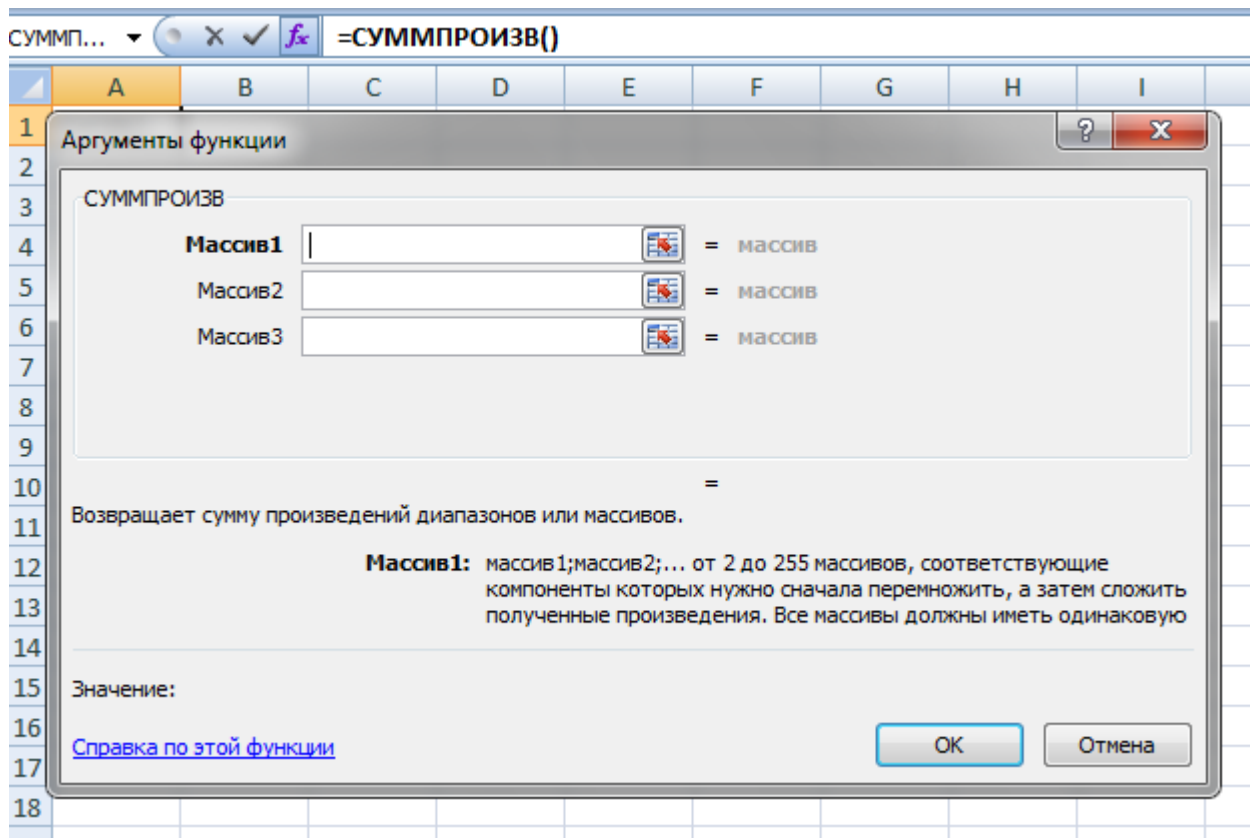 СУММП... fx =СУММПРОИЗВ()
A B C D E F G H I
1
Аргументы функции ? X
2
3 СУММПРОИЗВ
4 Массив1 = массив
5 Массив2 = массив
6 Массив3 = массив
7
8
9
10 =
11 Возвращает сумму произведений диапазонов или массивов.
12 Массив1: массив1;массив2;... от 2 до 255 массивов, соответствующие
компоненты которых нужно сначала перемножить, а затем сложить
13 полученные произведения. Все массивы должны иметь одинаковую
14
15 Значение:
16 Справка по этой функции OK Отмена
17
18